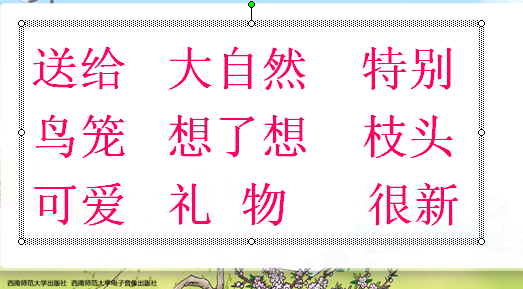 送给 大自然 特别
鸟笼 想了想 枝头
可爱 礼 物 很新
西南师范大学出版社 西南师范大学电子音像出版社